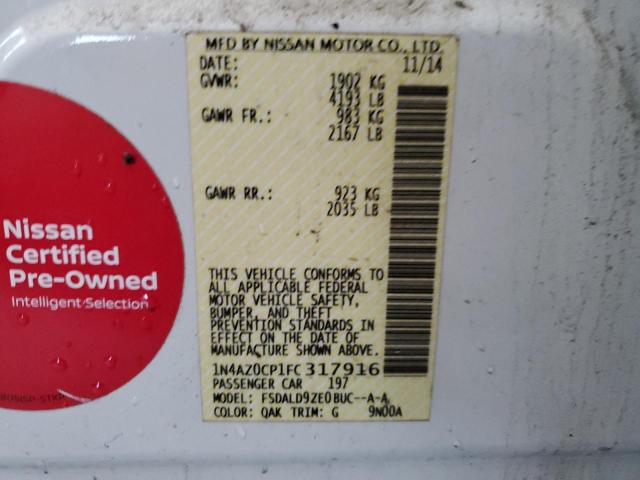 MFD BY NISSAN MOTOR CO., LTD.
DATE: 11/14
GVWR: 1902 KG
4193 LB
GAWR FR.: 983 KG
2167 LB
GAWR RR.: 923 KG
2035 LB
THIS VEHICLE CONFORMS TO
ALL APPLICABLE FEDERAL
MOTOR VEHICLE SAFETY,
BUMPER, AND THEFT
PREVENTION STANDARDS IN
EFFECT ON THE DATE OF
MANUFACTURE SHOWN ABOVE.
1N4AZ0CP1FC317916
PASSENGER CAR 197
MODEL: FSDALD9ZE0BUC--A-A
COLOR: QAK TRIM: G 9N00A
Nissan
Certified
Pre-Owned
Intelligent Selection